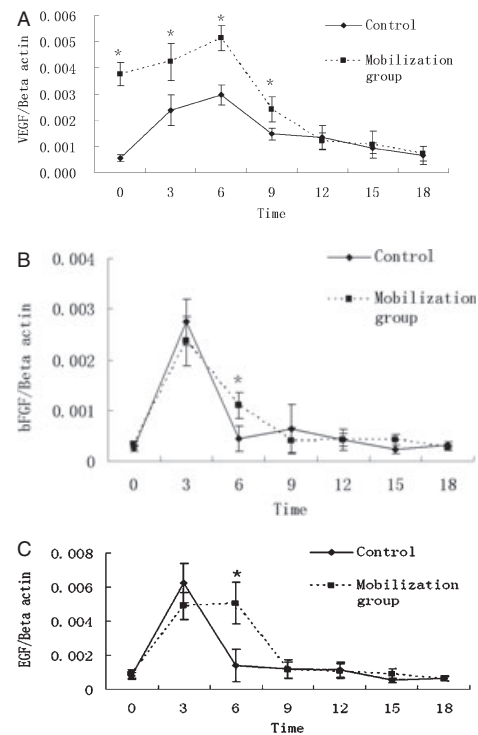 A
0.006
0.005
0.004
0.003
0.002
0.001
0.000
VEGF/Beta actin
* * * *
Control
Mobilization
group
0 3 6 9 12 15 18
Time
B
0.004
0.003
0.002
0.001
0
bFGF/Beta actin
*
Control
Mobilization
group
0 3 6 9 12 15 18
Time
C
0.008
0.006
0.004
0.002
0
EGF/Beta actin
*
Control
Mobilization
group
0 3 6 9 12 15 18
Time